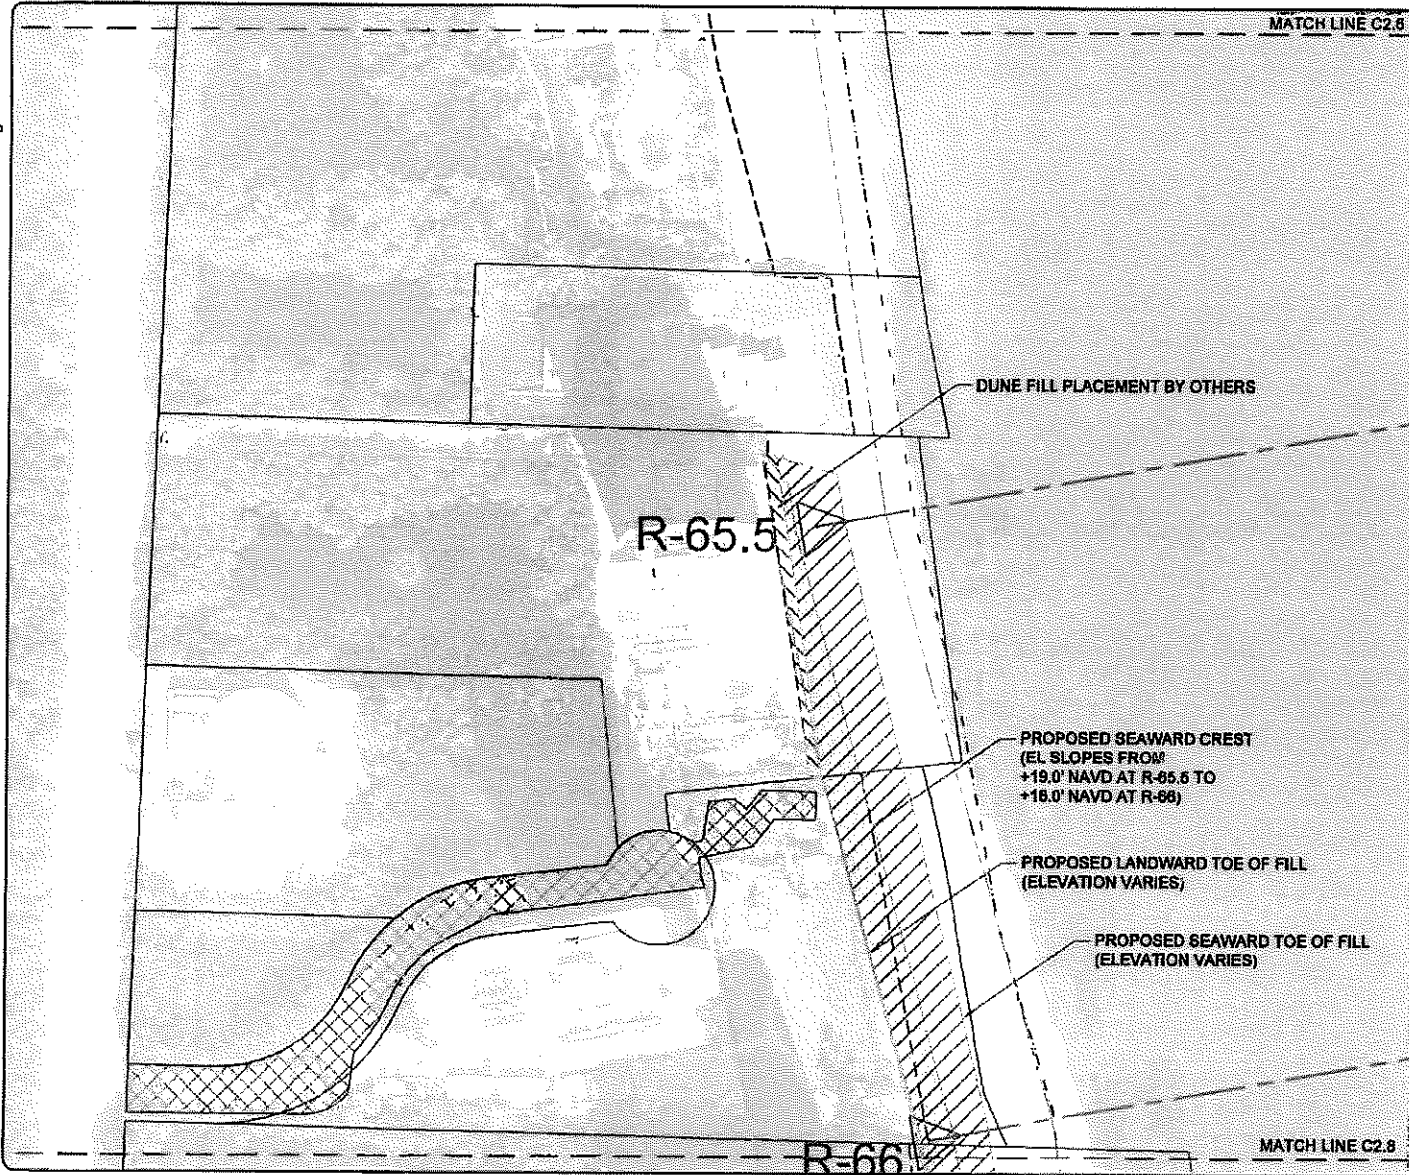 MATCH LINE C2.6
DUNE FILL PLACEMENT BY OTHERS
R-65.5
PROPOSED SEAWARD CREST
(EL SLOPES FROM
+19.0' NAVD AT R-65.5 TO
+16.0' NAVD AT R-66)
PROPOSED LANDWARD TOE OF FILL
(ELEVATION VARIES)
PROPOSED SEAWARD TOE OF FILL
(ELEVATION VARIES)
MATCH LINE C2.8
R-66